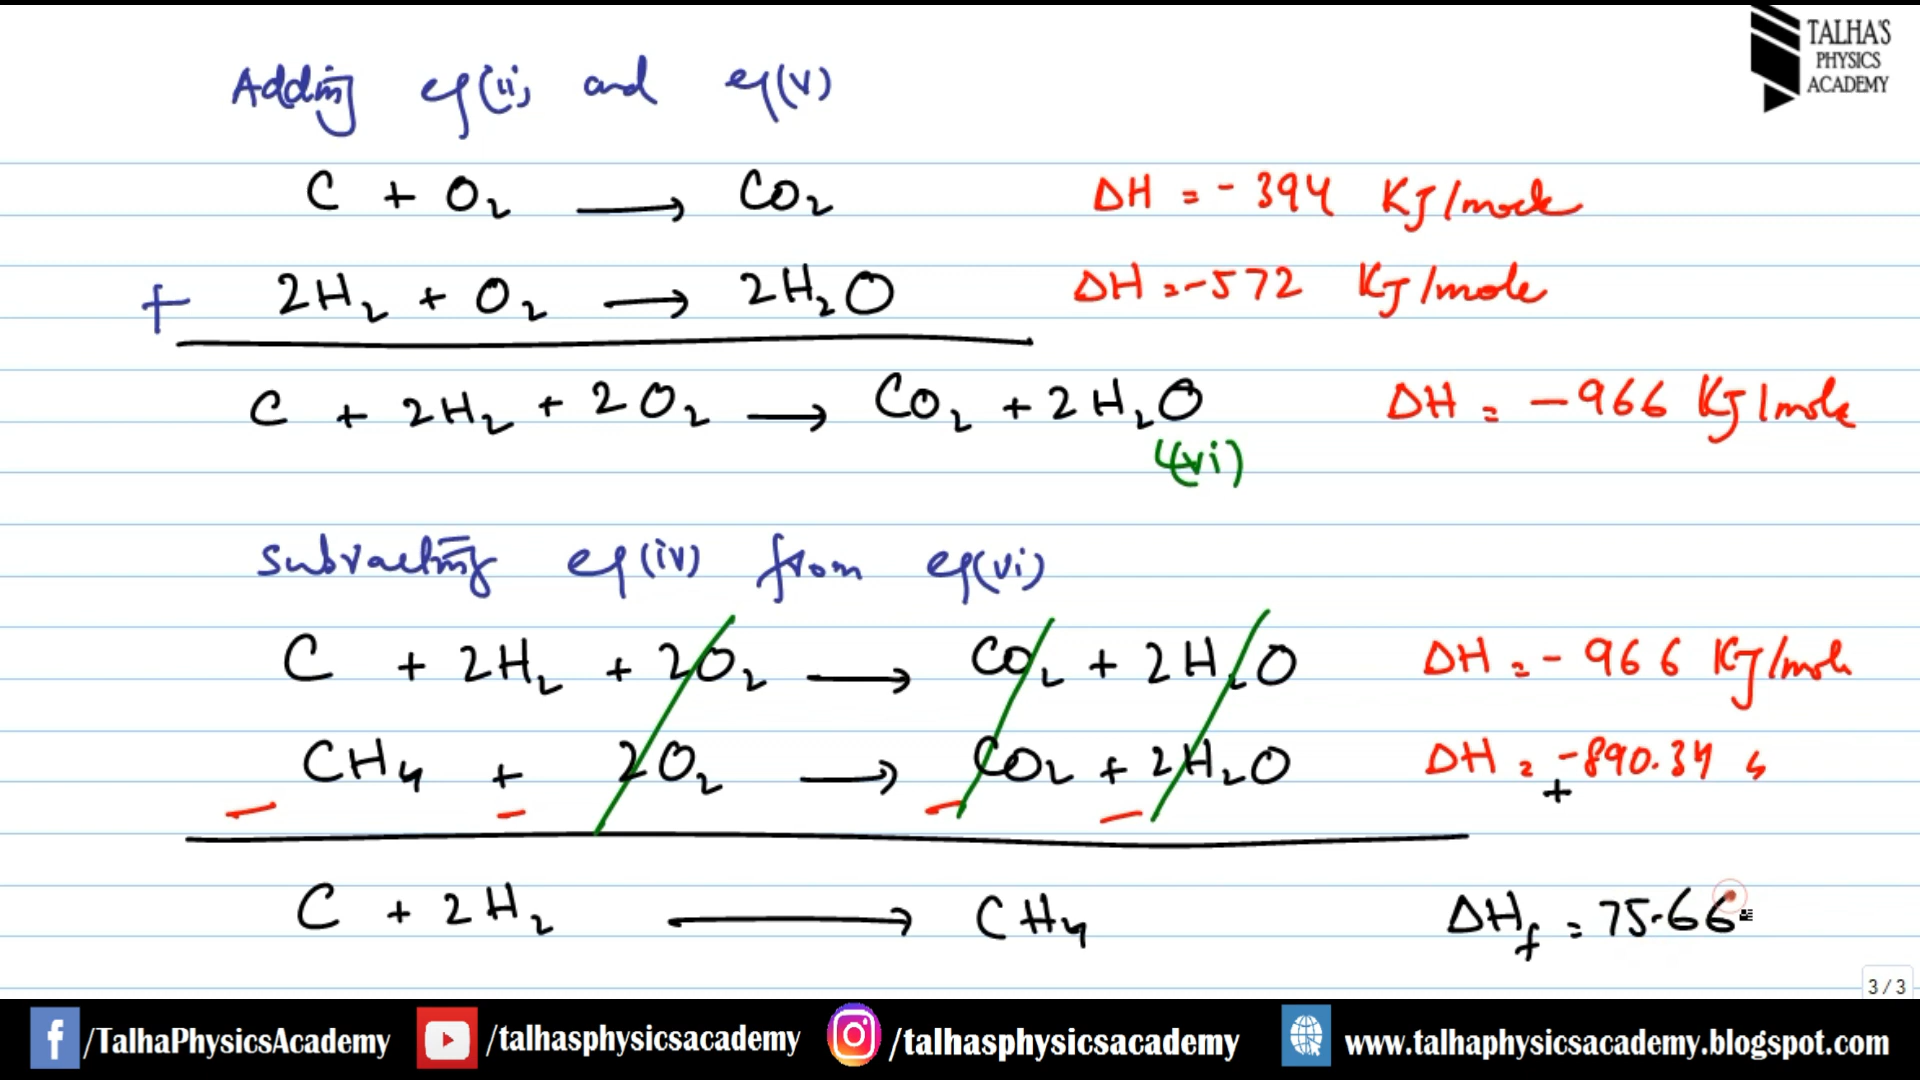 TALHA'S
PHYSICS
ACADEMY
Adding eq(ii) and eq(v)
C + O₂ ⟶ CO₂ ΔH = -394 KJ/mole
+ 2H₂ + O₂ ⟶ 2H₂O ΔH = -572 KJ/mole
C + 2H₂ + 2O₂ ⟶ CO₂ + 2H₂O ΔH = -966 KJ/mole
(vi)
Subracting eq(iv) from eq(vi)
C + 2H₂ + 2O₂ ⟶ CO₂ + 2H₂O ΔH = -966 KJ/mole
CH₄ + 2O₂ ⟶ CO₂ + 2H₂O ΔH = -890.34
- - - - +
C + 2H₂ ⟶ CH₄ ΔHf = 75.66
3/3
/TalhaPhysicsAcademy /talhasphysicsacademy /talhasphysicsacademy www.talhaphysicsacademy.blogspot.com